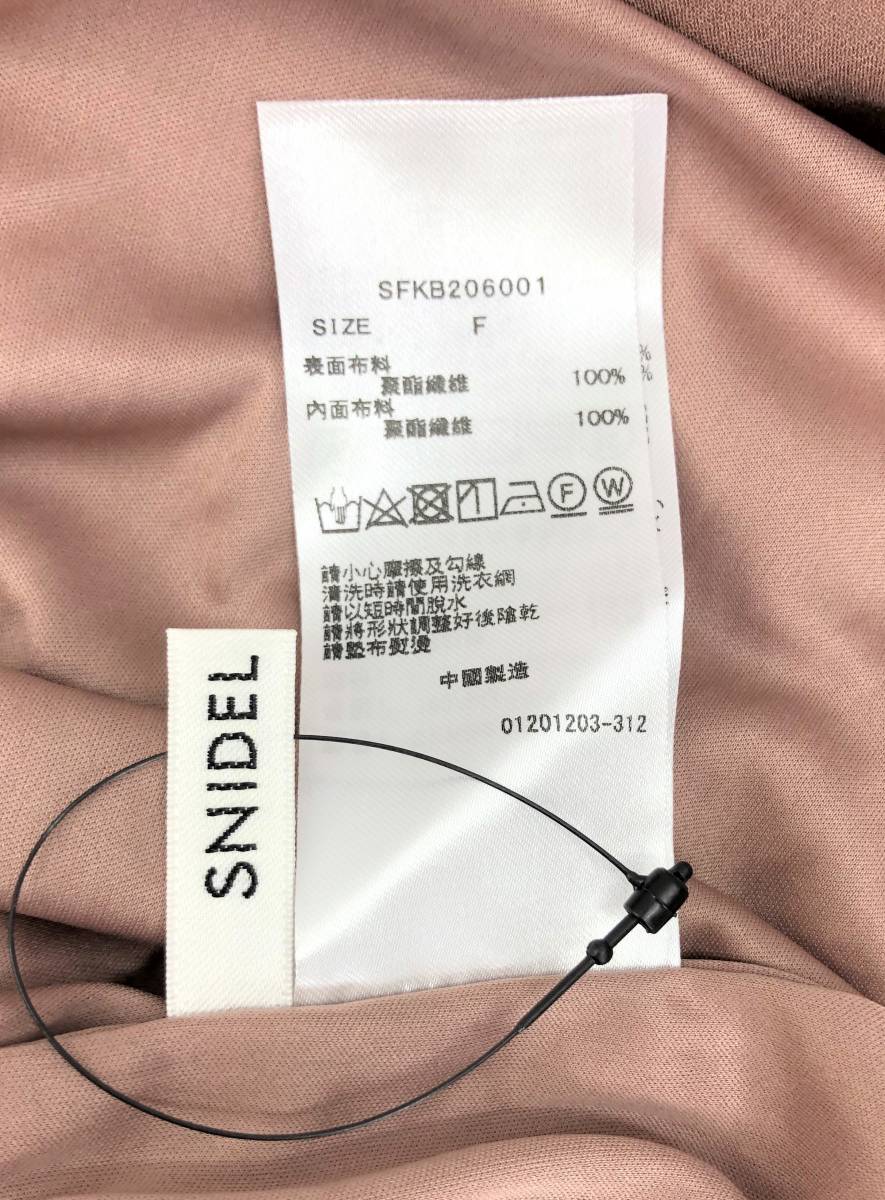 SFKB206001
SIZE F
表面布料
聚酯纖維 100%
內面布料
聚酯纖維 100%
F W
請小心摩擦及勾線
清洗時請使用洗衣網
請以短時間脫水
請將形狀調整好後陰乾
請墊布熨燙
中國製造
01201203-312
SNIDEL
%
%